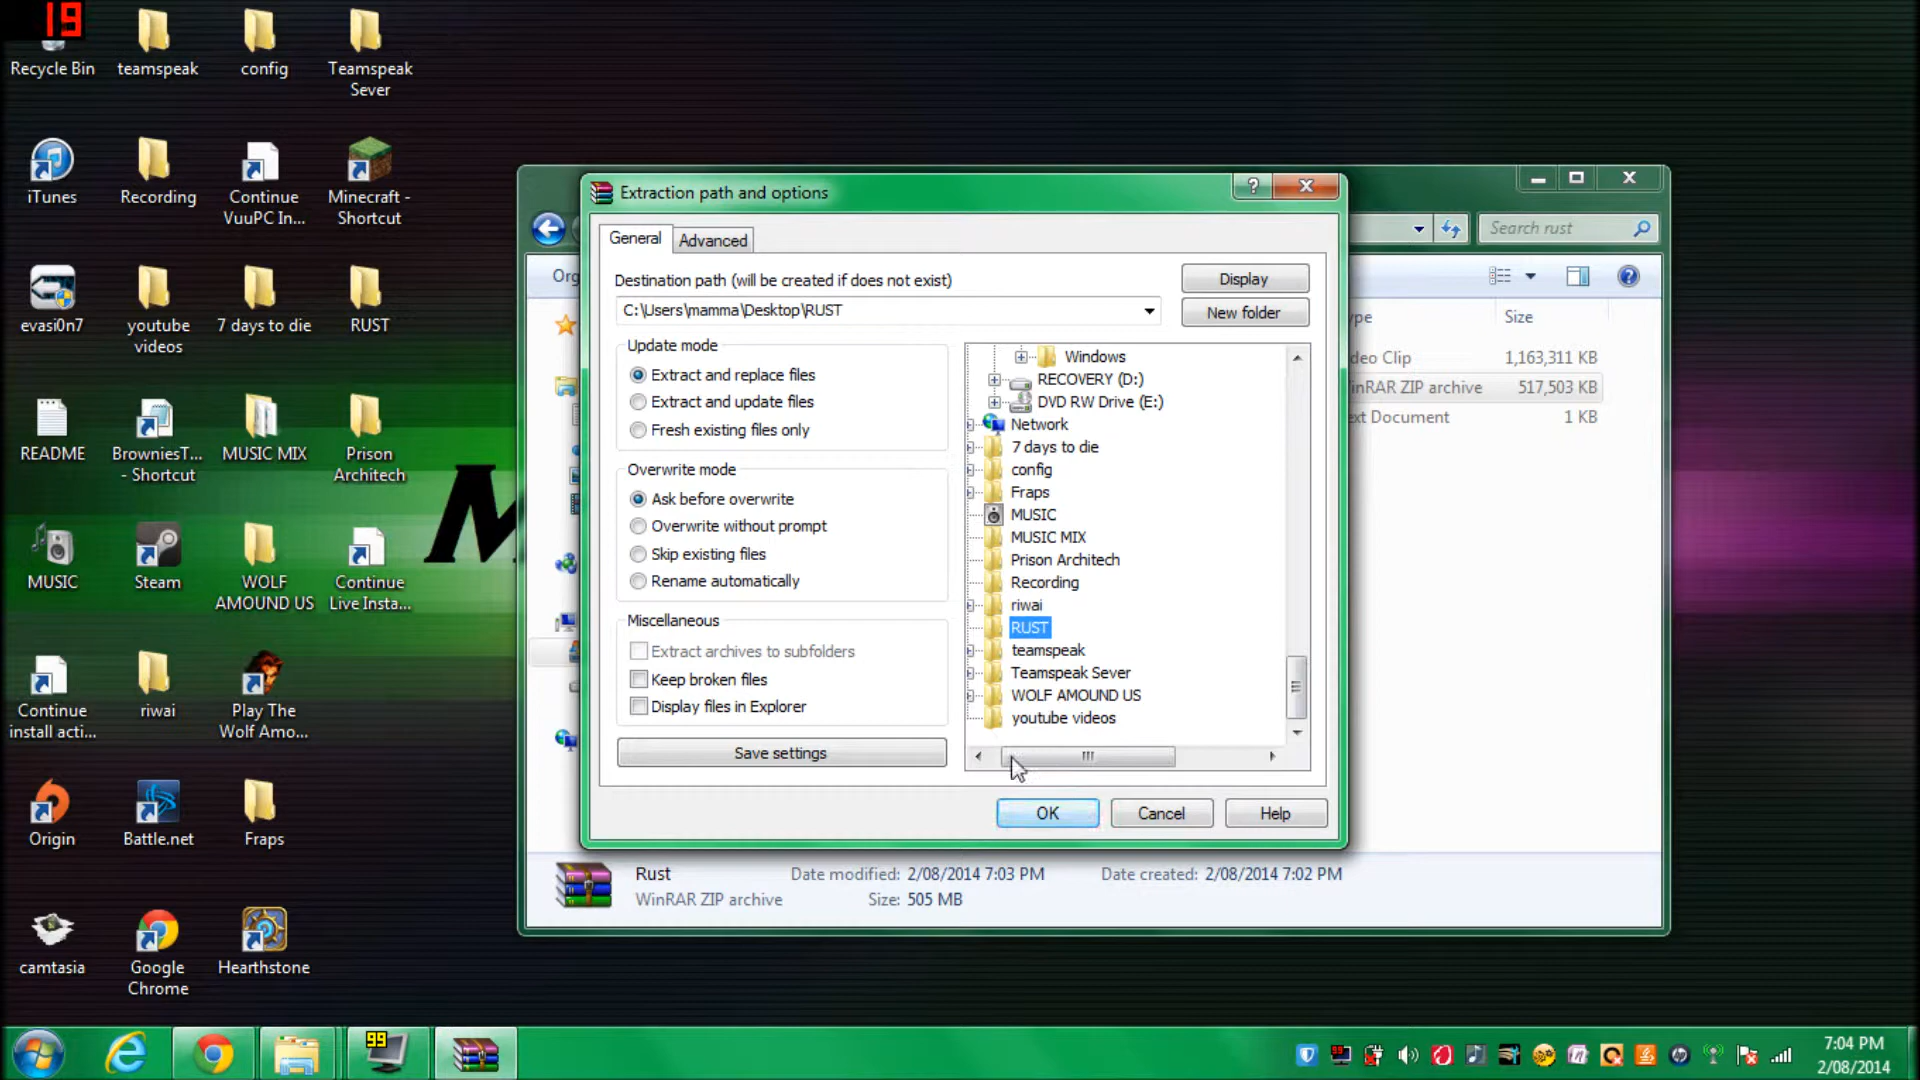 19
Recycle Bin
teamspeak
config
Teamspeak
Sever
iTunes
Recording
Continue
VuuPC In...
Minecraft -
Shortcut
evasi0n7
youtube
videos
7 days to die
RUST
README
BrowniesT...
- Shortcut
MUSIC MIX
Prison
Architech
MUSIC
Steam
WOLF
AMOUND US
Continue
Live Insta...
Continue
install acti...
riwai
Play The
Wolf Amo...
Origin
Battle.net
Fraps
camtasia
Google
Chrome
Hearthstone
M
Extraction path and options
General
Advanced
Destination path (will be created if does not exist)
Display
C:\Users\mamma\Desktop\RUST
New folder
Update mode
Extract and replace files
Extract and update files
Fresh existing files only
Overwrite mode
Ask before overwrite
Overwrite without prompt
Skip existing files
Rename automatically
Miscellaneous
Extract archives to subfolders
Keep broken files
Display files in Explorer
Save settings
Windows
RECOVERY (D:)
DVD RW Drive (E:)
Network
7 days to die
config
Fraps
MUSIC
MUSIC MIX
Prison Architech
Recording
riwai
RUST
teamspeak
Teamspeak Sever
WOLF AMOUND US
youtube videos
OK
Cancel
Help
Search rust
Org
ype
Size
deo Clip
1,163,311 KB
inRAR ZIP archive
517,503 KB
ext Document
1 KB
Rust
Date modified: 2/08/2014 7:03 PM
Date created: 2/08/2014 7:02 PM
WinRAR ZIP archive
Size: 505 MB
99
7:04 PM
2/08/2014